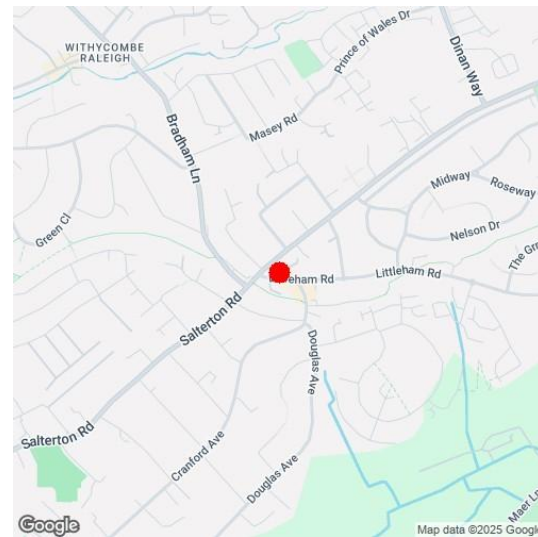 WITHYCOMBE
RALEIGH
Prince of Wales Dr
Dinan Way
Masey Rd
Bradham Ln
Midway
Roseway
Green Cl
Nelson Dr
The Gr
Littleham Rd
eham Rd
Salterton Rd
Douglas Ave
Salterton Rd
Cranford Ave
Douglas Ave
Maer Ln
Google
Map data ©2025 Google